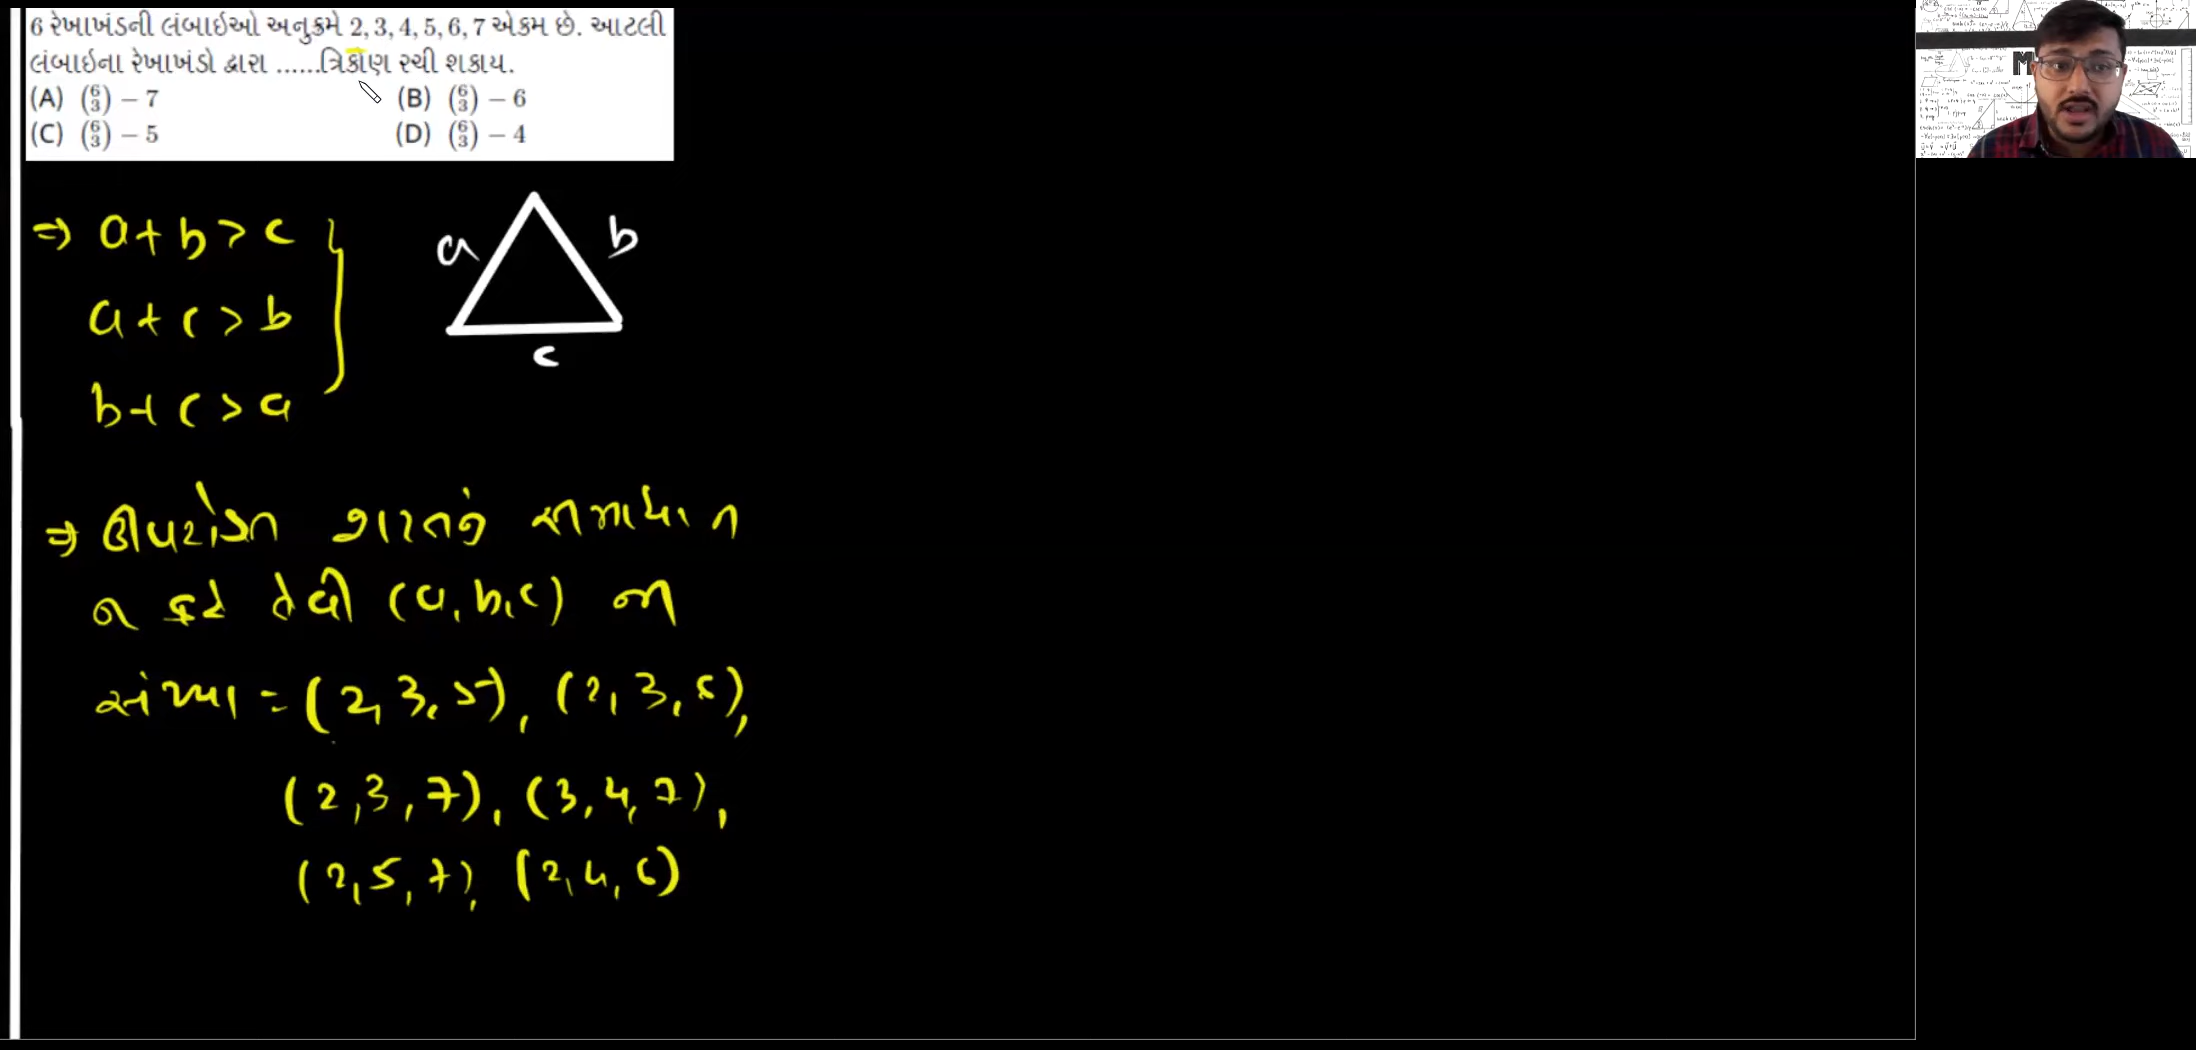 6 રેખાખંડની લંબાઇઓ અનુક્રમે 2, 3, 4, 5, 6, 7 એકમ છે. આટલી
લંબાઇના રેખાખંડો દ્વારા ......ત્રિકોણ રચી શકાય.
(A) (6 3) − 7 (B) (6 3) − 6
(C) (6 3) − 5 (D) (6 3) − 4
⇒ a + b > c
a + c > b
b + c > a
a b
c
⇒ ઉપરોક્ત શરતનું સમાધાન
ન કરે તેવી (a, b, c) ના
સંખ્યા = (2, 3, 5), (2, 3, 6),
(2, 3, 7), (3, 4, 7),
(2, 5, 7), (2, 4, 6)
M